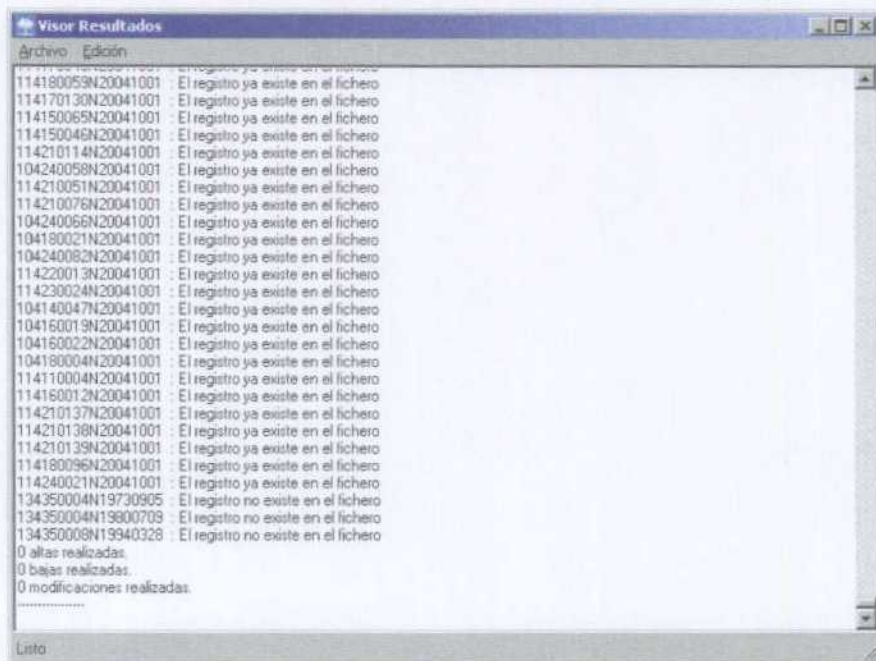 Visor Resultados
Archivo Edición
: El registro ya existe en el fichero
114180059N20041001 : El registro ya existe en el fichero
114170130N20041001 : El registro ya existe en el fichero
114150065N20041001 : El registro ya existe en el fichero
114150046N20041001 : El registro ya existe en el fichero
114210114N20041001 : El registro ya existe en el fichero
104240058N20041001 : El registro ya existe en el fichero
114210051N20041001 : El registro ya existe en el fichero
114210076N20041001 : El registro ya existe en el fichero
104240066N20041001 : El registro ya existe en el fichero
104180021N20041001 : El registro ya existe en el fichero
104240082N20041001 : El registro ya existe en el fichero
114220013N20041001 : El registro ya existe en el fichero
114230024N20041001 : El registro ya existe en el fichero
104140047N20041001 : El registro ya existe en el fichero
104160019N20041001 : El registro ya existe en el fichero
104160022N20041001 : El registro ya existe en el fichero
104180004N20041001 : El registro ya existe en el fichero
114110004N20041001 : El registro ya existe en el fichero
114160012N20041001 : El registro ya existe en el fichero
114210137N20041001 : El registro ya existe en el fichero
114210138N20041001 : El registro ya existe en el fichero
114210139N20041001 : El registro ya existe en el fichero
114180096N20041001 : El registro ya existe en el fichero
114240021N20041001 : El registro ya existe en el fichero
134350004N19730905 : El registro no existe en el fichero
134350004N19800709 : El registro no existe en el fichero
134350008N19940328 : El registro no existe en el fichero
0 altas realizadas.
0 bajas realizadas.
0 modificaciones realizadas.
----------------
Listo